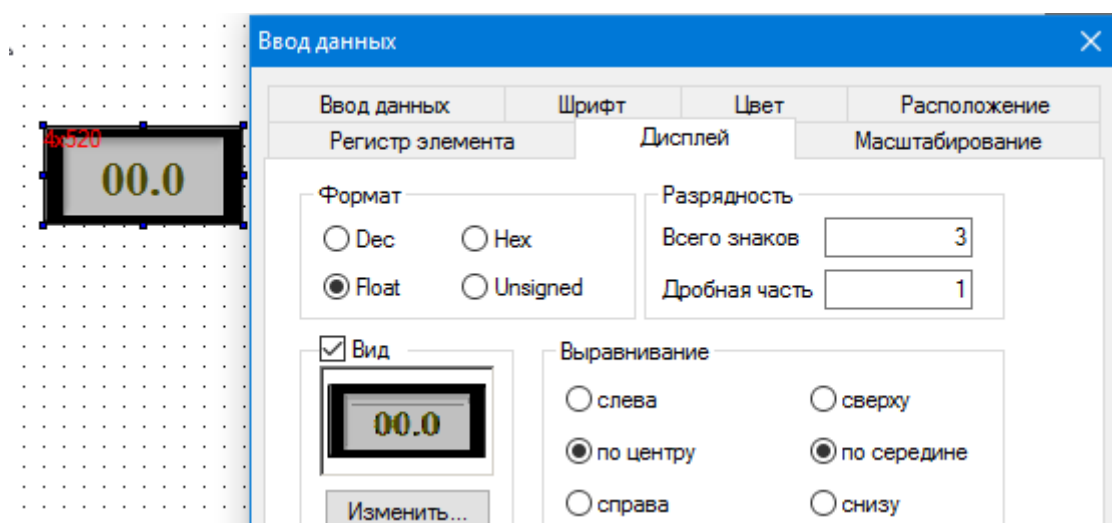 Ввод данных
Ввод данных Шрифт Цвет Расположение
Регистр элемента Дисплей Масштабирование
4x520
00.0
Формат Разрядность
Dec Hex Всего знаков 3
Float Unsigned Дробная часть 1
Вид Выравнивание
слева сверху
00.0
по центру по середине
справа снизу
Изменить...